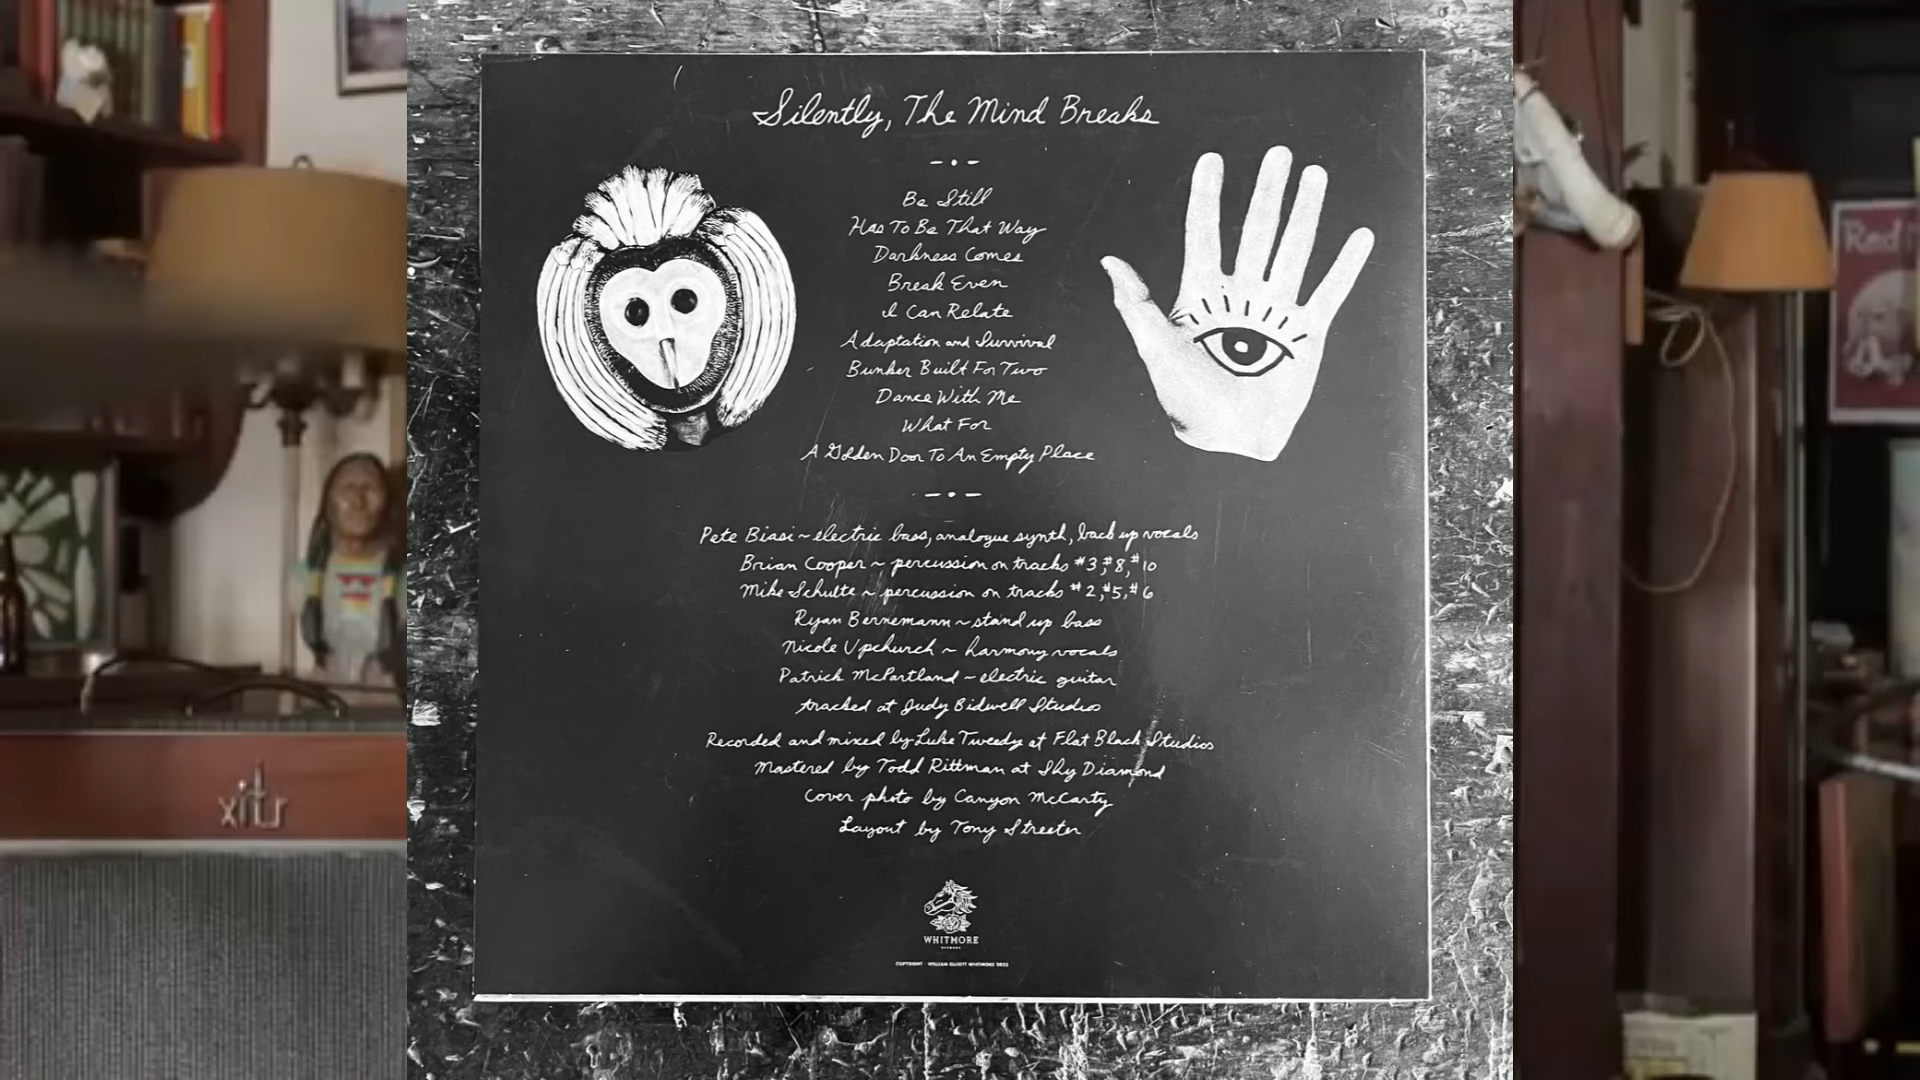 Silently, The Mind Breaks
Be Still
Has To Be That Way
Darkness Comes
Break Even
I Can Relate
Adaptation and Survival
Bunker Built For Two
Dance With Me
What For
A Golden Door To An Empty Place
Pete Biasi ~ electric bass, analogue synth, back up vocals
Brian Cooper ~ percussion on tracks #3, #8, #10
Mike Schulte ~ percussion on tracks #2, #5, #6
Ryan Bernemann ~ stand up bass
Nicole Upchurch ~ harmony vocals
Patrick McPartland ~ electric guitar
tracked at Judy Bidwell Studios
Recorded and mixed by Luke Tweedy at Flat Black Studios
Mastered by Todd Rittman at Shy Diamond
Cover photo by Canyon McCarty
Layout by Tony Streeter
WHITMORE
COPYRIGHT - WILLIAM ELLIOTT WHITMORE 2022
Red